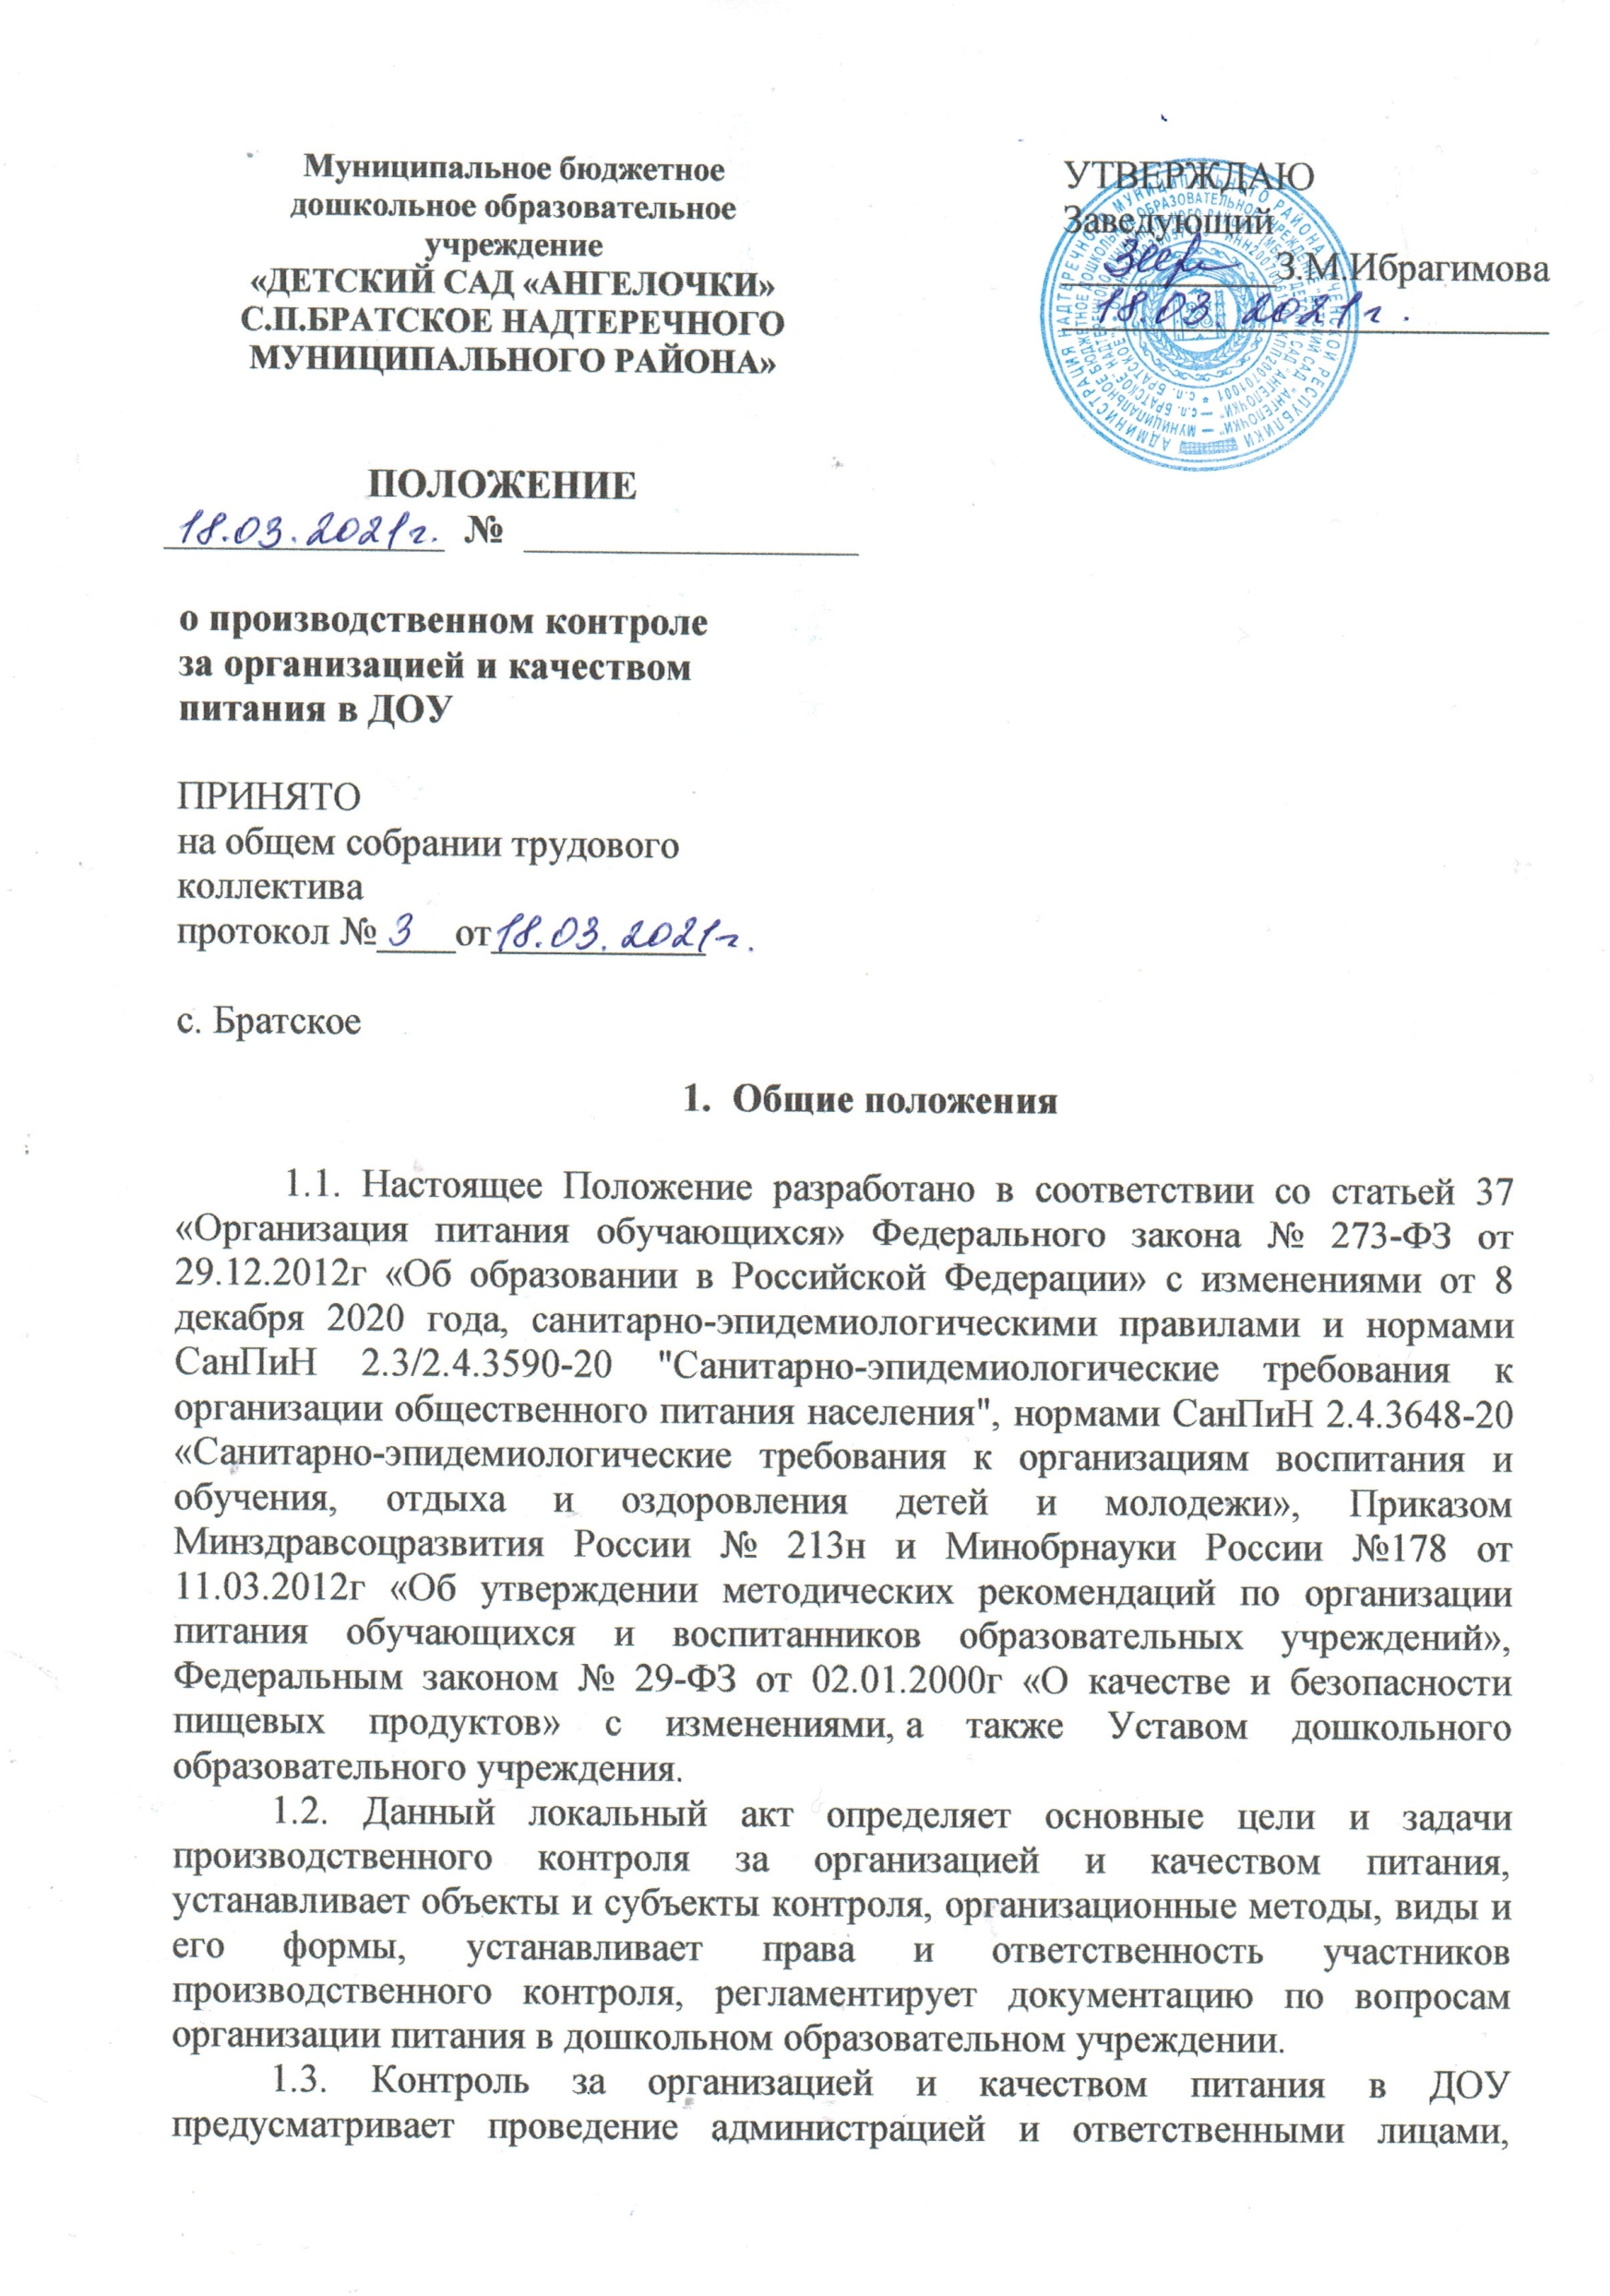 Муниципальное бюджетное
дошкольное образовательное
учреждение
«ДЕТСКИЙ САД «АНГЕЛОЧКИ»
С.П.БРАТСКОЕ НАДТЕРЕЧНОГО
МУНИЦИПАЛЬНОГО РАЙОНА»
УТВЕРЖДАЮ
Заведующий
З.М.Ибрагимова
18.03.2021г.
ПОЛОЖЕНИЕ
18.03.2021г. №
о производственном контроле
за организацией и качеством
питания в ДОУ
ПРИНЯТО
на общем собрании трудового
коллектива
протокол № 3 от 18.03.2021г.
с. Братское
1. Общие положения
1.1. Настоящее Положение разработано в соответствии со статьей 37
«Организация питания обучающихся» Федерального закона № 273-ФЗ от
29.12.2012г «Об образовании в Российской Федерации» с изменениями от 8
декабря 2020 года, санитарно-эпидемиологическими правилами и нормами
СанПиН 2.3/2.4.3590-20 "Санитарно-эпидемиологические требования к
организации общественного питания населения", нормами СанПиН 2.4.3648-20
«Санитарно-эпидемиологические требования к организациям воспитания и
обучения, отдыха и оздоровления детей и молодежи», Приказом
Минздравсоцразвития России № 213н и Минобрнауки России №178 от
11.03.2012г «Об утверждении методических рекомендаций по организации
питания обучающихся и воспитанников образовательных учреждений»,
Федеральным законом № 29-ФЗ от 02.01.2000г «О качестве и безопасности
пищевых продуктов» с изменениями, а также Уставом дошкольного
образовательного учреждения.
1.2. Данный локальный акт определяет основные цели и задачи
производственного контроля за организацией и качеством питания,
устанавливает объекты и субъекты контроля, организационные методы, виды и
его формы, устанавливает права и ответственность участников
производственного контроля, регламентирует документацию по вопросам
организации питания в дошкольном образовательном учреждении.
1.3. Контроль за организацией и качеством питания в ДОУ
предусматривает проведение администрацией и ответственными лицами,